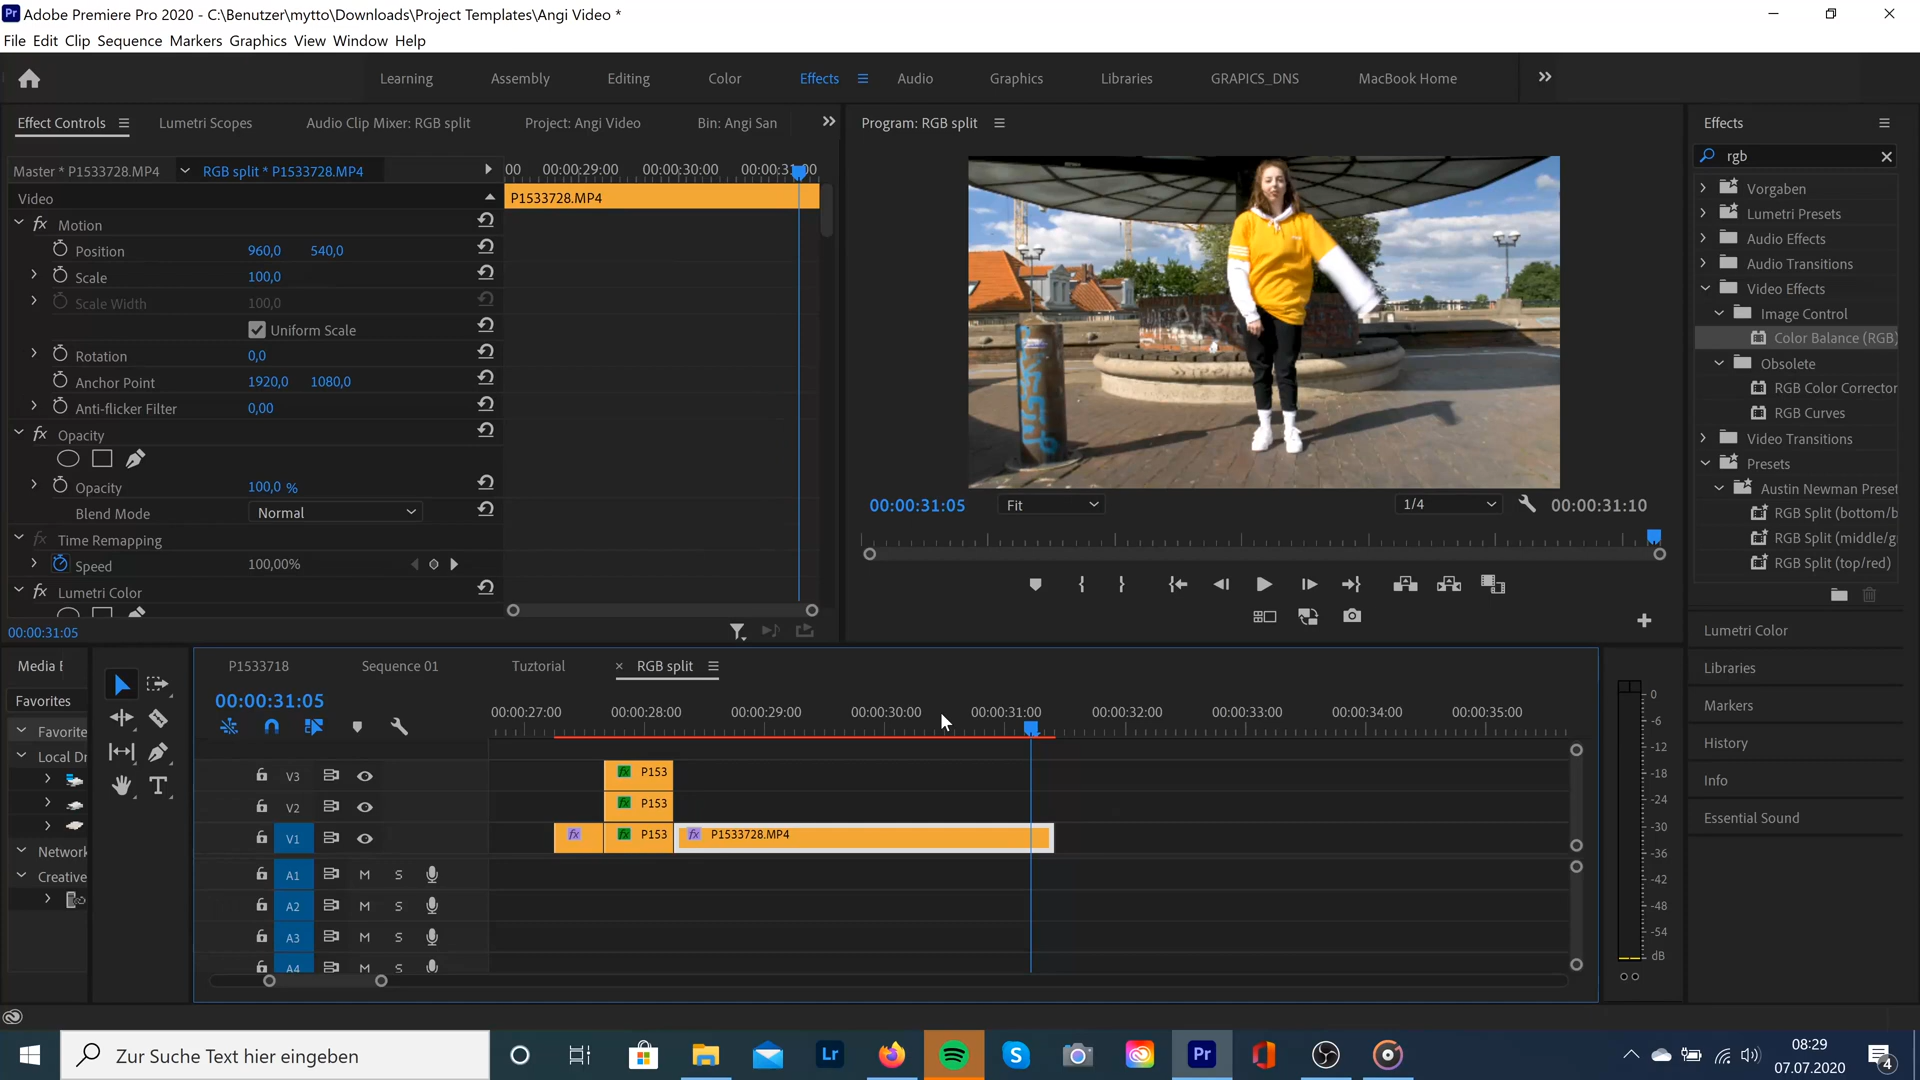 Adobe Premiere Pro 2020 - C:\Benutzer\mytto\Downloads\Project Templates\Angi Video *
File Edit Clip Sequence Markers Graphics View Window Help
Learning Assembly Editing Color Effects Audio Graphics Libraries GRAPICS_DNS MacBook Home
Effect Controls Lumetri Scopes Audio Clip Mixer: RGB split Project: Angi Video Bin: Angi San
Master * P1533728.MP4 RGB split * P1533728.MP4
00 00:00:29:00 00:00:30:00 00:00:31:00
Video
P1533728.MP4
fx Motion
Position 960,0 540,0
Scale 100,0
Scale Width 100,0
Uniform Scale
Rotation 0,0
Anchor Point 1920,0 1080,0
Anti-flicker Filter 0,00
fx Opacity
Opacity 100,0 %
Blend Mode Normal
fx Time Remapping
Speed 100,00%
fx Lumetri Color
00:00:31:05
Program: RGB split
00:00:31:05 Fit 1/4 00:00:31:10
Effects
rgb
Vorgaben
Lumetri Presets
Audio Effects
Audio Transitions
Video Effects
Image Control
Color Balance (RGB)
Obsolete
RGB Color Corrector
RGB Curves
Video Transitions
Presets
Austin Newman Preset
RGB Split (bottom/b
RGB Split (middle/g
RGB Split (top/red)
Lumetri Color
Libraries
Markers
History
Info
Essential Sound
Media E
Favorites
Favorite
Local Dr
Network
Creative
P1533718 Sequence 01 Tuztorial × RGB split
00:00:31:05
00:00:27:00 00:00:28:00 00:00:29:00 00:00:30:00 00:00:31:00 00:00:32:00 00:00:33:00 00:00:34:00 00:00:35:00
V3 fx P153
V2 fx P153
V1 fx fx P153 fx P1533728.MP4
A1 M S
A2 M S
A3 M S
A4 M S
0
-6
-12
-18
-24
-30
-36
-42
-48
-54
dB
Zur Suche Text hier eingeben
Lr
Pr
08:29
07.07.2020
4